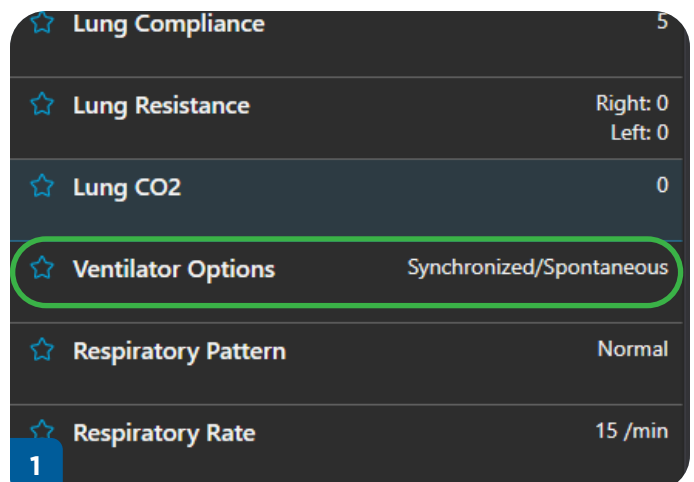 Lung Compliance 5
Lung Resistance Right: 0
Left: 0
Lung CO2 0
Ventilator Options Synchronized/Spontaneous
Respiratory Pattern Normal
Respiratory Rate 15 /min
1